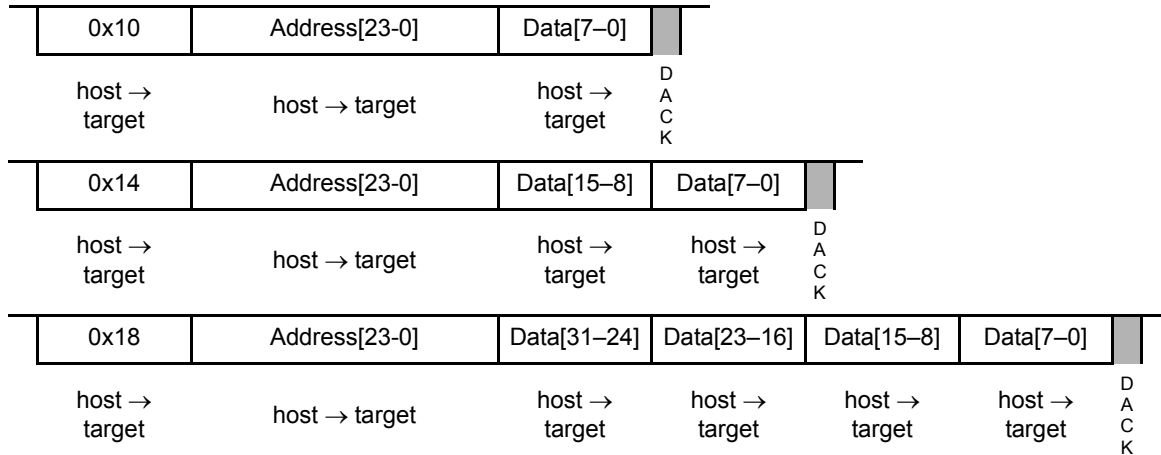 0x10 Address[23-0] Data[7–0]
host → target host → target host → target DACK
0x14 Address[23-0] Data[15–8] Data[7–0]
host → target host → target host → target host → target DACK
0x18 Address[23-0] Data[31–24] Data[23–16] Data[15–8] Data[7–0]
host → target host → target host → target host → target host → target host → target DACK